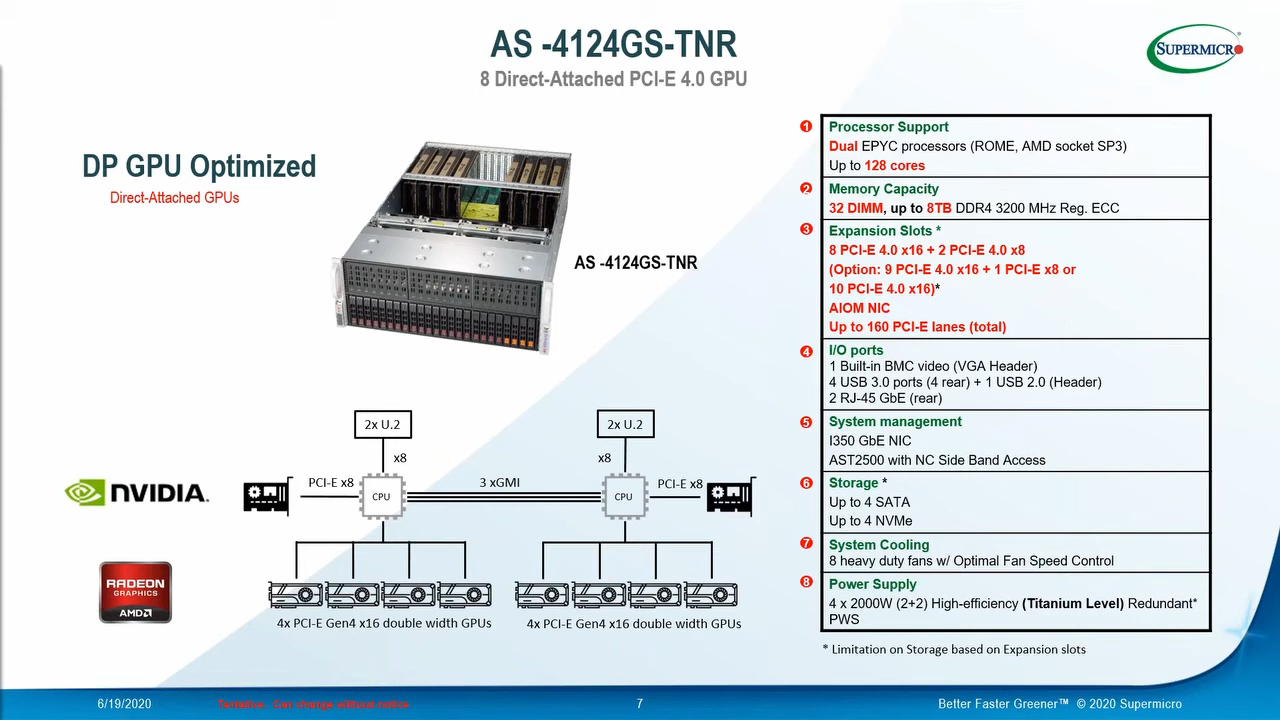 AS -4124GS-TNR
8 Direct-Attached PCI-E 4.0 GPU
SUPERMICRO
DP GPU Optimized
Direct-Attached GPUs
AS -4124GS-TNR
1
Processor Support
Dual EPYC processors (ROME, AMD socket SP3)
Up to 128 cores
2
Memory Capacity
32 DIMM, up to 8TB DDR4 3200 MHz Reg. ECC
3
Expansion Slots *
8 PCI-E 4.0 x16 + 2 PCI-E 4.0 x8
(Option: 9 PCI-E 4.0 x16 + 1 PCI-E x8 or
10 PCI-E 4.0 x16)*
AIOM NIC
Up to 160 PCI-E lanes (total)
4
I/O ports
1 Built-in BMC video (VGA Header)
4 USB 3.0 ports (4 rear) + 1 USB 2.0 (Header)
2 RJ-45 GbE (rear)
5
System management
I350 GbE NIC
AST2500 with NC Side Band Access
6
Storage *
Up to 4 SATA
Up to 4 NVMe
7
System Cooling
8 heavy duty fans w/ Optimal Fan Speed Control
8
Power Supply
4 x 2000W (2+2) High-efficiency (Titanium Level) Redundant*
PWS
* Limitation on Storage based on Expansion slots
2x U.2
2x U.2
x8
x8
NVIDIA.
PCI-E x8
CPU
3 xGMI
CPU
PCI-E x8
RADEON
GRAPHICS
AMD
4x PCI-E Gen4 x16 double width GPUs
4x PCI-E Gen4 x16 double width GPUs
6/19/2020
Tentative - Can change without notice
7
Better Faster Greener™ © 2020 Supermicro